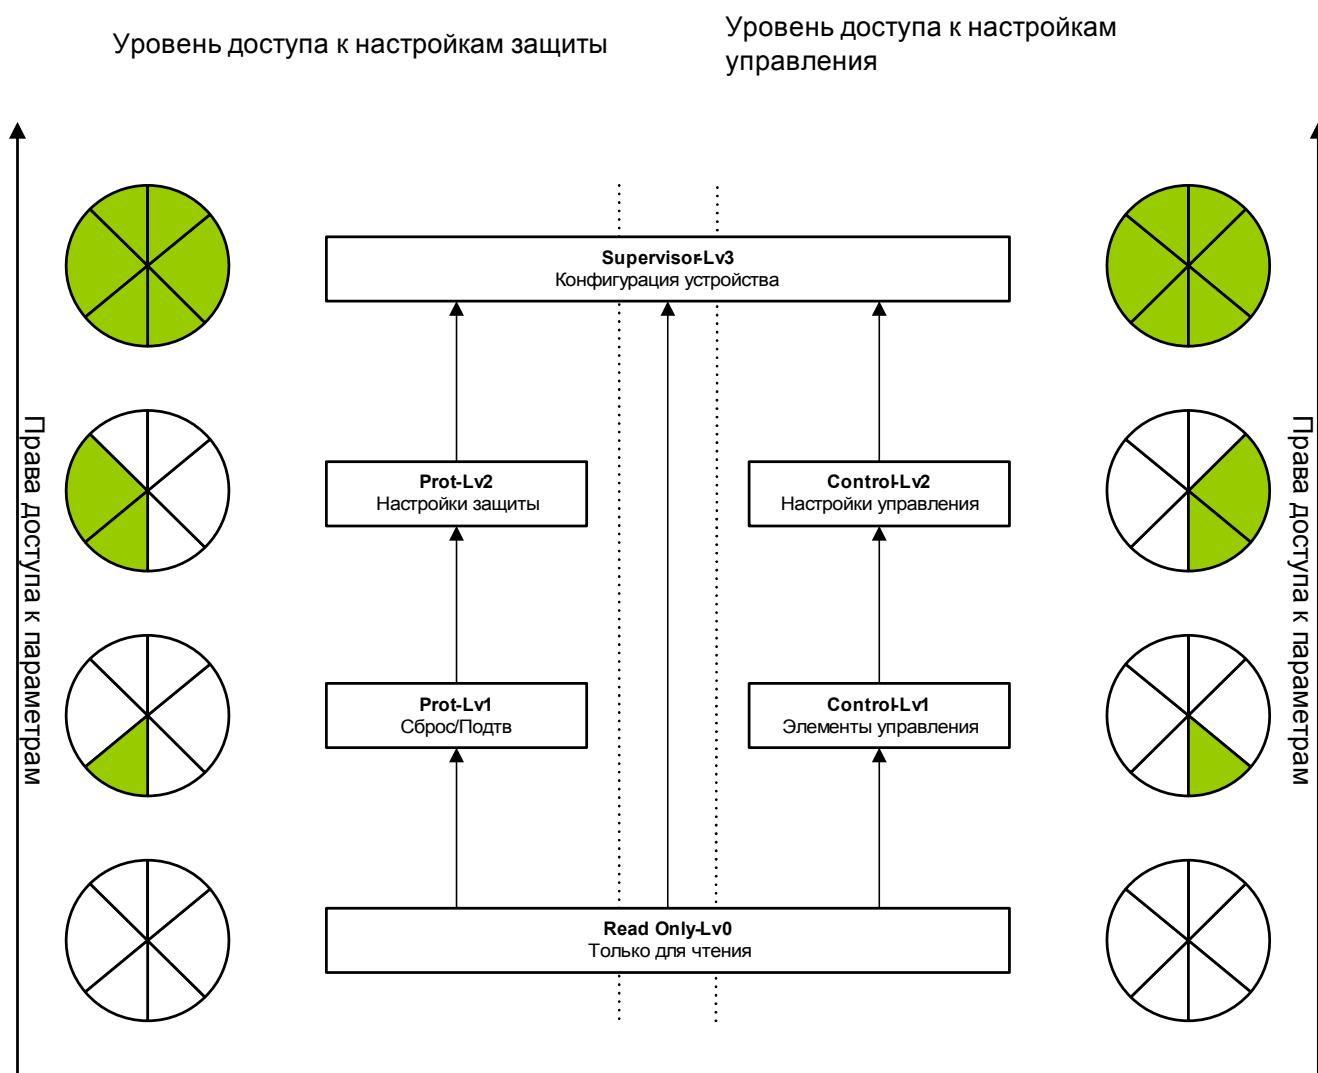 Уровень доступа к настройкам защиты
Уровень доступа к настройкам
управления
Права доступа к параметрам
Права доступа к параметрам
Supervisor-Lv3
Конфигурация устройства
Prot-Lv2
Настройки защиты
Control-Lv2
Настройки управления
Prot-Lv1
Сброс/Подтв
Control-Lv1
Элементы управления
Read Only-Lv0
Только для чтения